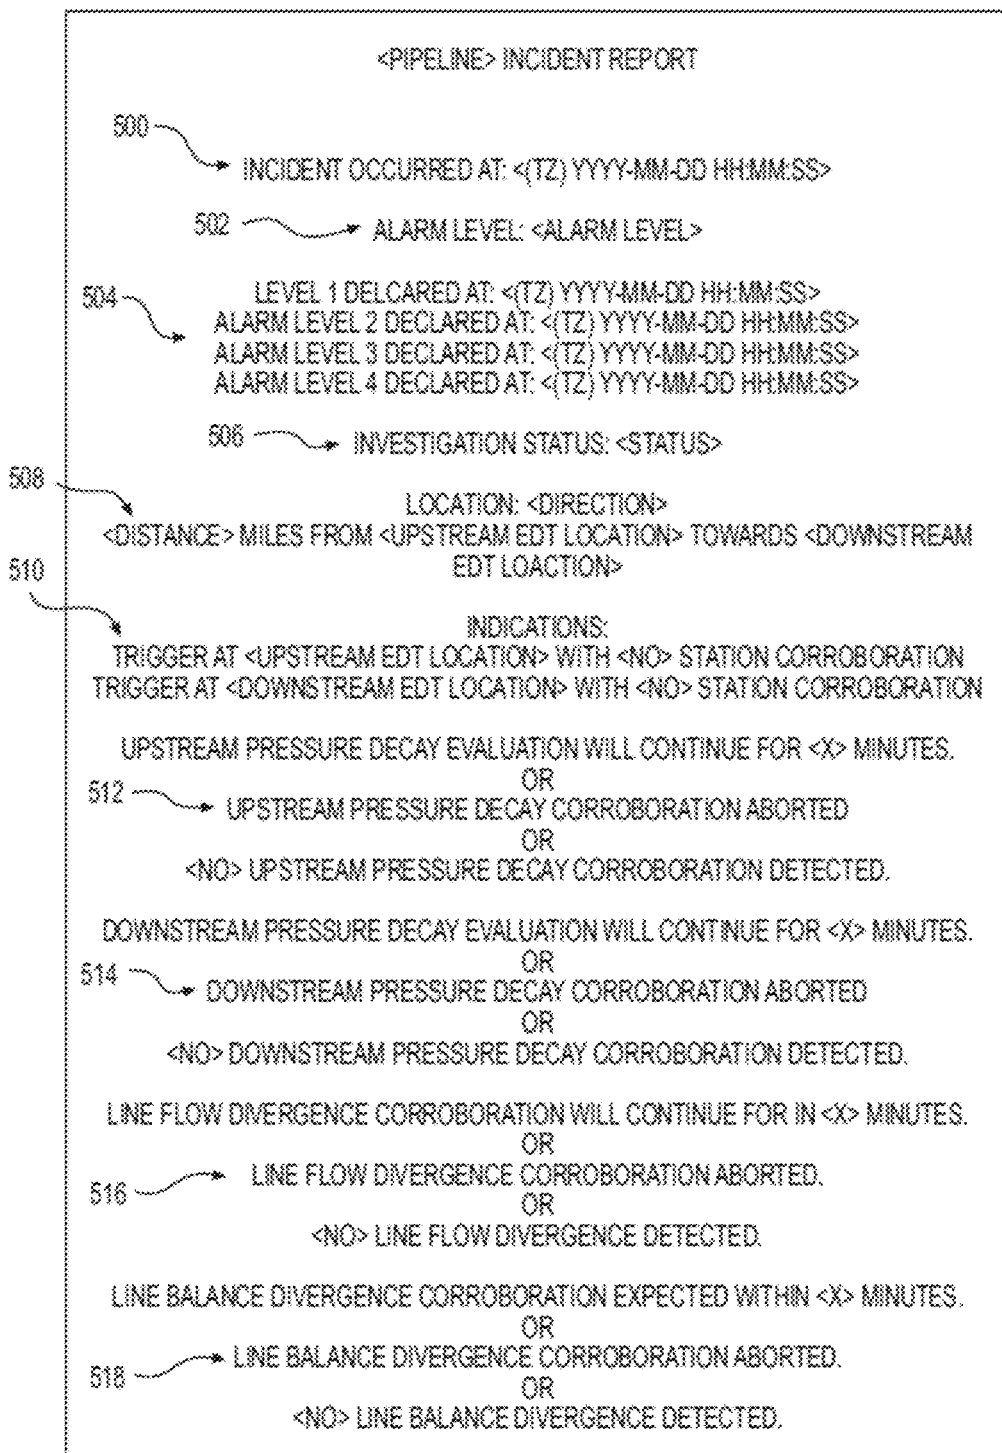 <PIPELINE> INCIDENT REPORT
500
INCIDENT OCCURRED AT: <(TZ) YYYY-MM-DD HH:MM:SS>
502
ALARM LEVEL: <ALARM LEVEL>
504
LEVEL 1 DELCARED AT: <(TZ) YYYY-MM-DD HH:MM:SS>
ALARM LEVEL 2 DECLARED AT: <(TZ) YYYY-MM-DD HH:MM:SS>
ALARM LEVEL 3 DECLARED AT: <(TZ) YYYY-MM-DD HH:MM:SS>
ALARM LEVEL 4 DECLARED AT: <(TZ) YYYY-MM-DD HH:MM:SS>
506
INVESTIGATION STATUS: <STATUS>
508
LOCATION: <DIRECTION>
<DISTANCE> MILES FROM <UPSTREAM EDT LOCATION> TOWARDS <DOWNSTREAM
EDT LOACTION>
510
INDICATIONS:
TRIGGER AT <UPSTREAM EDT LOCATION> WITH <NO> STATION CORROBORATION
TRIGGER AT <DOWNSTREAM EDT LOCATION> WITH <NO> STATION CORROBORATION
UPSTREAM PRESSURE DECAY EVALUATION WILL CONTINUE FOR <X> MINUTES.
OR
512
UPSTREAM PRESSURE DECAY CORROBORATION ABORTED
OR
<NO> UPSTREAM PRESSURE DECAY CORROBORATION DETECTED.
DOWNSTREAM PRESSURE DECAY EVALUATION WILL CONTINUE FOR <X> MINUTES.
OR
514
DOWNSTREAM PRESSURE DECAY CORROBORATION ABORTED
OR
<NO> DOWNSTREAM PRESSURE DECAY CORROBORATION DETECTED.
LINE FLOW DIVERGENCE CORROBORATION WILL CONTINUE FOR IN <X> MINUTES.
OR
516
LINE FLOW DIVERGENCE CORROBORATION ABORTED.
OR
<NO> LINE FLOW DIVERGENCE DETECTED.
LINE BALANCE DIVERGENCE CORROBORATION EXPECTED WITHIN <X> MINUTES.
OR
518
LINE BALANCE DIVERGENCE CORROBORATION ABORTED.
OR
<NO> LINE BALANCE DIVERGENCE DETECTED.